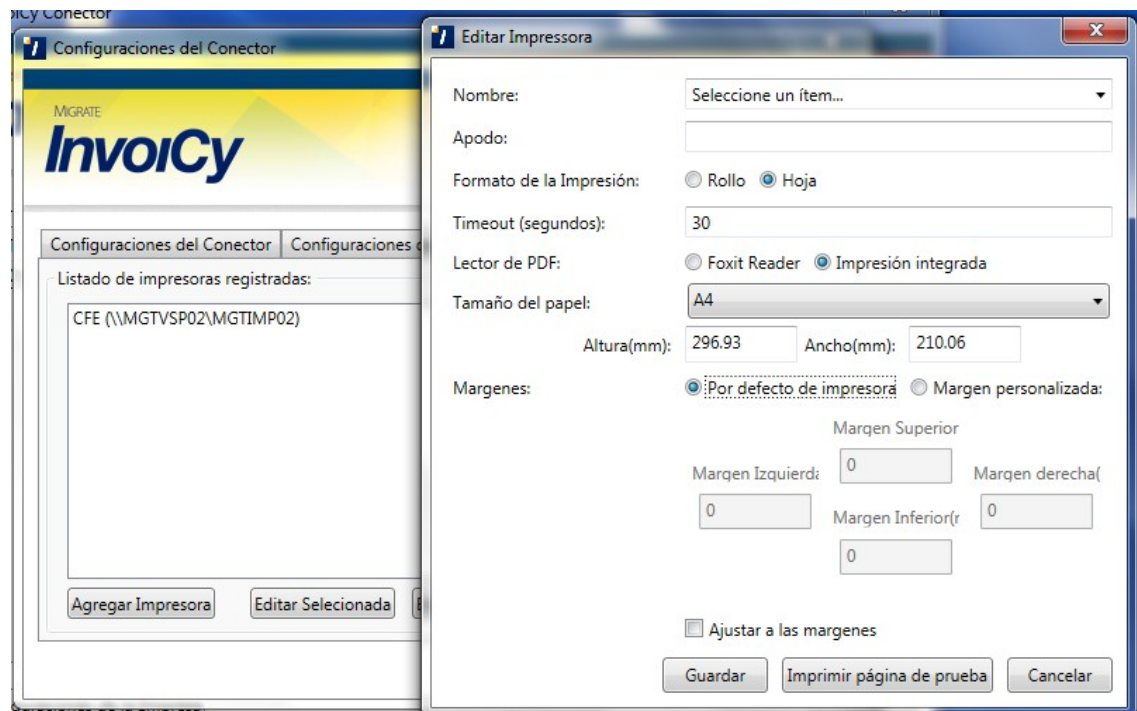 Cy Conector
Configuraciones del Conector
MIGRATE
InvoiCy
Configuraciones del Conector
Configuraciones
Listado de impresoras registradas:
CFE (\\MGTVSP02\MGTIMP02)
Agregar Impresora
Editar Selecionada
Editar Impressora
Nombre:
Seleccione un ítem...
Apodo:
Formato de la Impresión:
Rollo
Hoja
Timeout (segundos):
30
Lector de PDF:
Foxit Reader
Impresión integrada
Tamaño del papel:
A4
Altura(mm):
296.93
Ancho(mm):
210.06
Margenes:
Por defecto de impresora
Margen personalizada:
Margen Superior
0
Margen Izquierda
0
Margen derecha(
0
Margen Inferior(r
0
Ajustar a las margenes
Guardar
Imprimir página de prueba
Cancelar